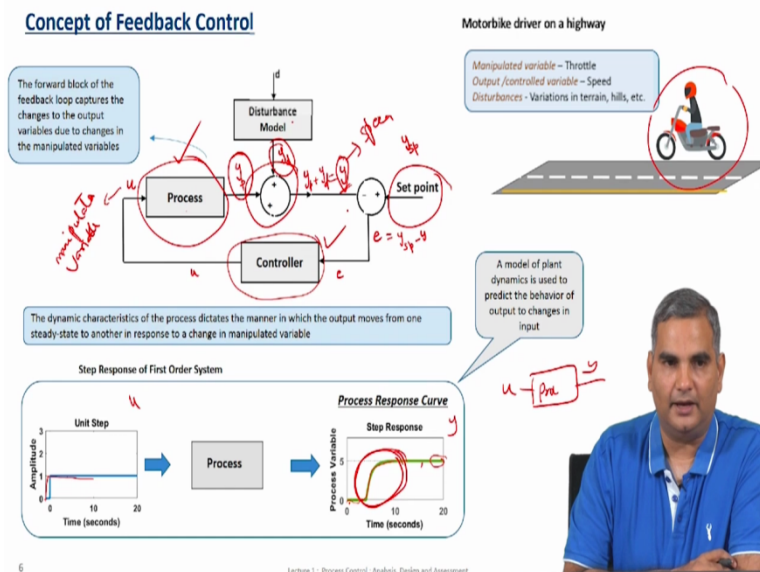 Concept of Feedback Control
Motorbike driver on a highway
Manipulated variable – Throttle
Output /controlled variable – Speed
Disturbances - Variations in terrain, hills, etc.
The forward block of the
feedback loop captures the
changes to the output
variables due to changes in
the manipulated variables
d
Disturbance
Model
u
Process
y
y
yp + yd = y
ysp
Set point
+
+
-
e = ysp - y
Controller
u
e
variable
The dynamic characteristics of the process dictates the manner in which the output moves from one
steady-state to another in response to a change in manipulated variable
A model of plant
dynamics is used to
predict the behavior of
output to changes in
input
Step Response of First Order System
u
Unit Step
Amplitude
3
2
1
0
0
10
20
Time (seconds)
Process
Process Response Curve
y
Step Response
Process Variable
5
0
0
10
20
Time (seconds)
u
y
6
Lecture 1 : Process Control : Analysis, Design and Assessment